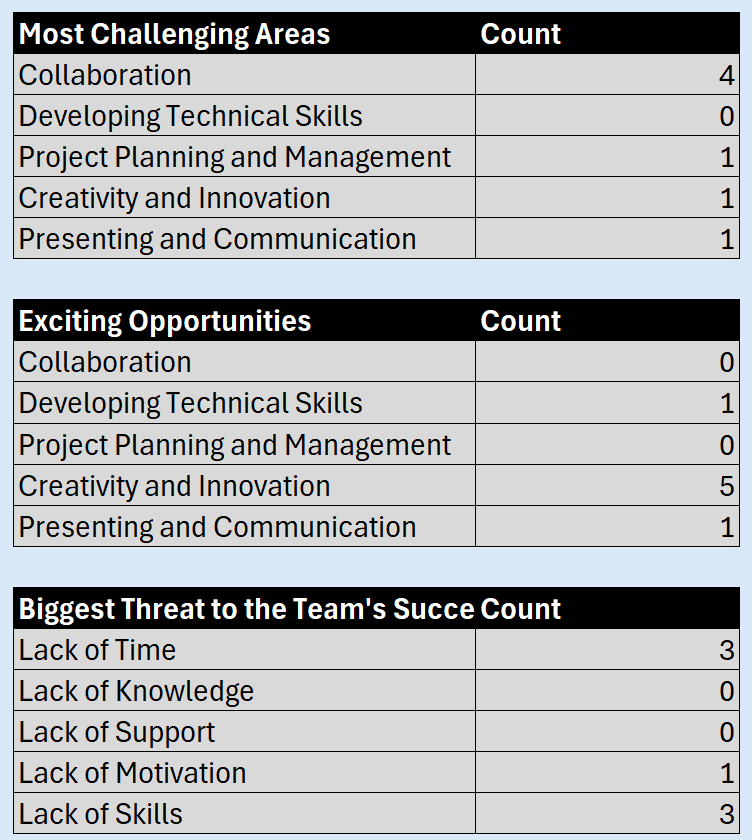 Most Challenging Areas Count
Collaboration 4
Developing Technical Skills 0
Project Planning and Management 1
Creativity and Innovation 1
Presenting and Communication 1
Exciting Opportunities Count
Collaboration 0
Developing Technical Skills 1
Project Planning and Management 0
Creativity and Innovation 5
Presenting and Communication 1
Biggest Threat to the Team's Succe Count
Lack of Time 3
Lack of Knowledge 0
Lack of Support 0
Lack of Motivation 1
Lack of Skills 3